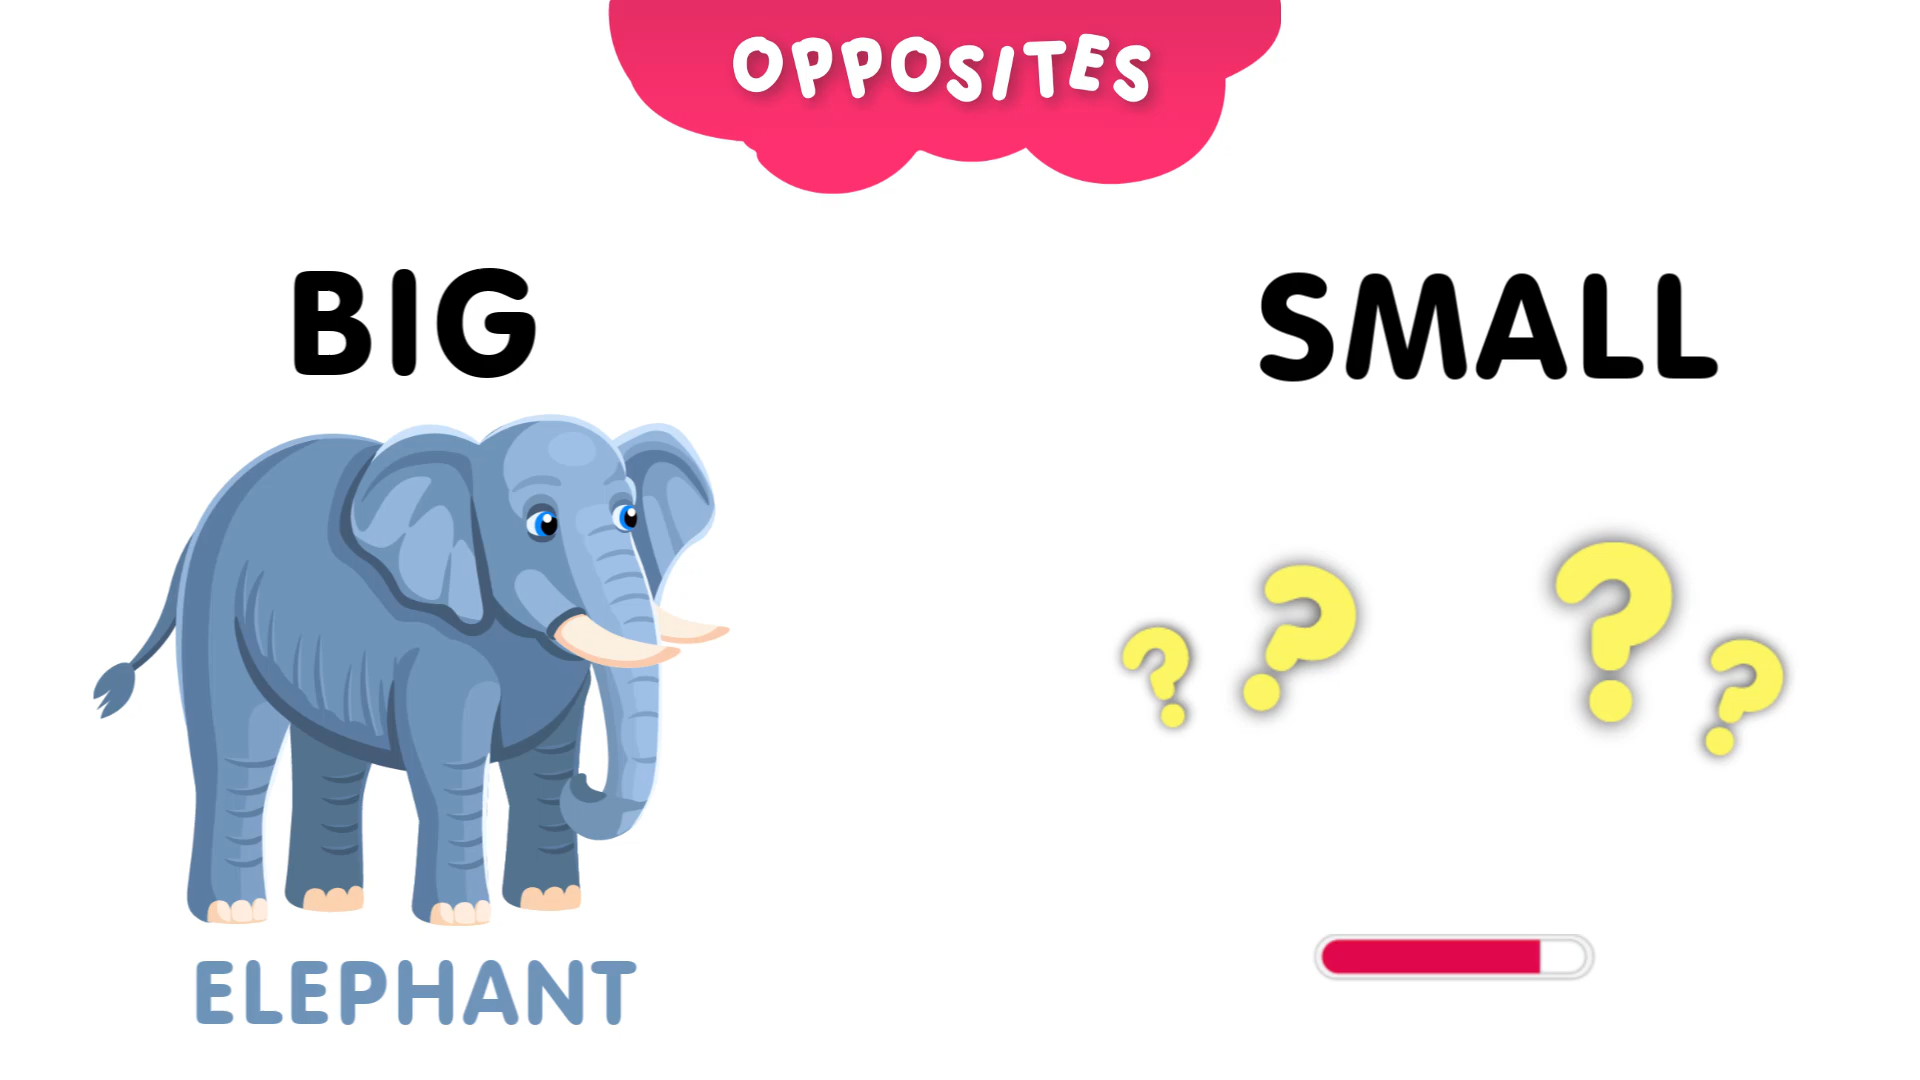 OPPOSITES
BIG
SMALL
? ? ? ?
ELEPHANT